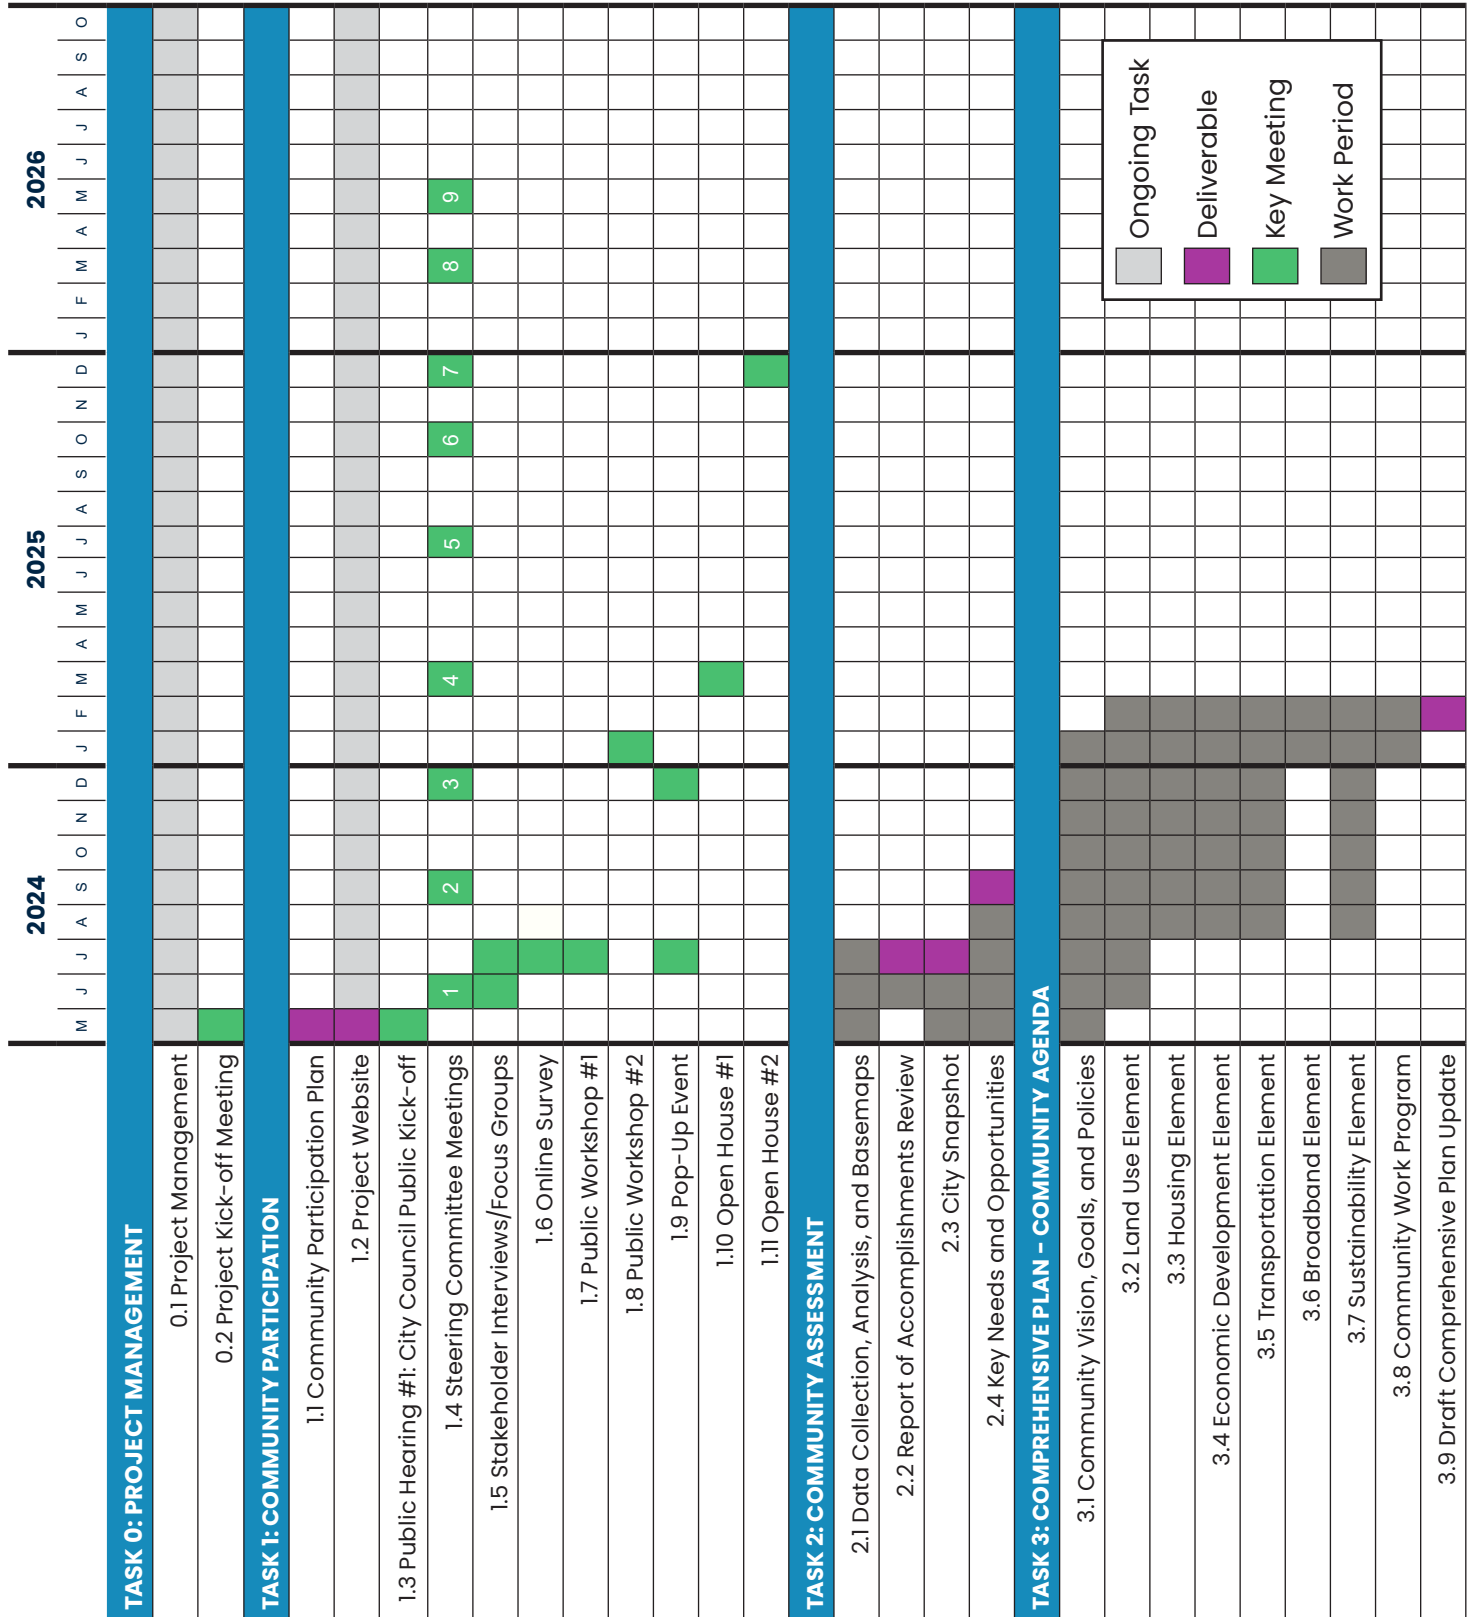 2024 2025 2026
M J J A S O N D J F M A M J J A S O N D J F M A M J J A S O
TASK 0: PROJECT MANAGEMENT
0.1 Project Management
0.2 Project Kick-off Meeting
TASK 1: COMMUNITY PARTICIPATION
1.1 Community Participation Plan
1.2 Project Website
1.3 Public Hearing #1: City Council Public Kick-off
1.4 Steering Committee Meetings 1 2 3 4 5 6 7 8 9
1.5 Stakeholder Interviews/Focus Groups
1.6 Online Survey
1.7 Public Workshop #1
1.8 Public Workshop #2
1.9 Pop-Up Event
1.10 Open House #1
1.11 Open House #2
TASK 2: COMMUNITY ASSESSMENT
2.1 Data Collection, Analysis, and Basemaps
2.2 Report of Accomplishments Review
2.3 City Snapshot
2.4 Key Needs and Opportunities
TASK 3: COMPREHENSIVE PLAN - COMMUNITY AGENDA
3.1 Community Vision, Goals, and Policies
3.2 Land Use Element
3.3 Housing Element
3.4 Economic Development Element
3.5 Transportation Element
3.6 Broadband Element
3.7 Sustainability Element
3.8 Community Work Program
3.9 Draft Comprehensive Plan Update
Ongoing Task
Deliverable
Key Meeting
Work Period